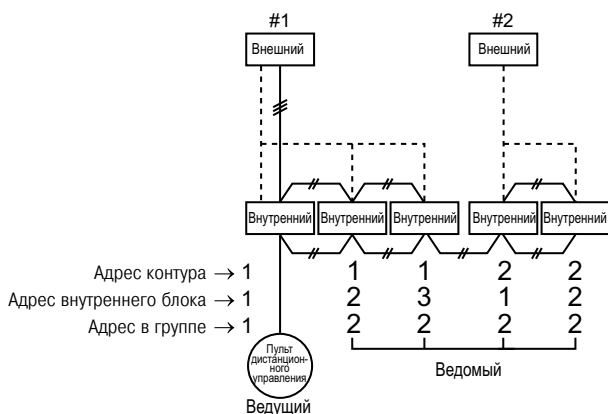 #1 #2
Внешний Внешний
Внутренний Внутренний Внутренний Внутренний Внутренний
Адрес контура → 1 1 1 2 2
Адрес внутреннего блока → 1 2 3 1 2
Адрес в группе → 1 2 2 2 2
Пульт
дистанцион-
ного
управления
Ведомый
Ведущий